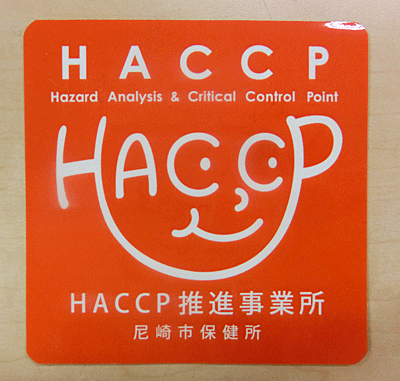 HACCP
Hazard Analysis & Critical Control Point
HACCP
HACCP推進事業所
尼崎市保健所